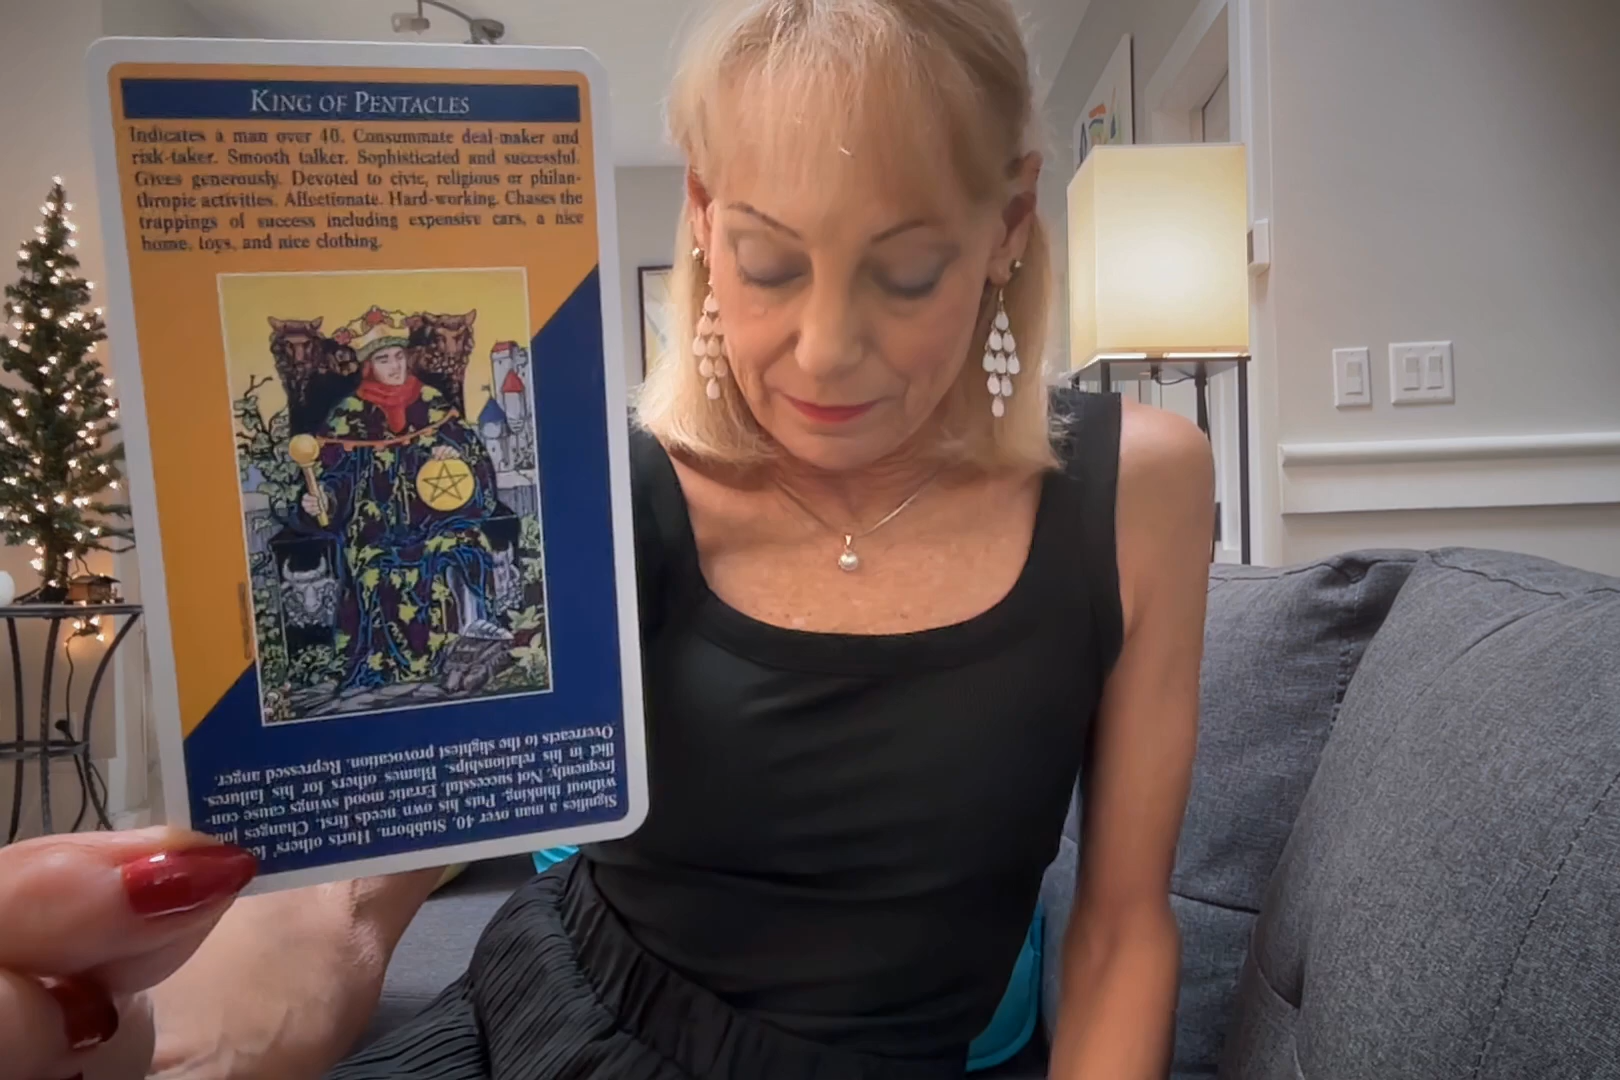 KING OF PENTACLES
Indicates a man over 40. Consummate deal-maker and
risk-taker. Smooth talker. Sophisticated and successful.
Gives generously. Devoted to civic, religious or philan-
thropic activities. Affectionate. Hard-working. Chases the
trappings of success including expensive cars, a nice
home, toys, and nice clothing.
Signifies a man over 40. Stubborn. Hurts others'
without thinking. Puts his own needs first. Changes
frequently. Not successful. Erratic mood swings cause con-
flict in his relationships. Blames others for his failures.
Overreacts to the slightest provocation. Repressed anger.